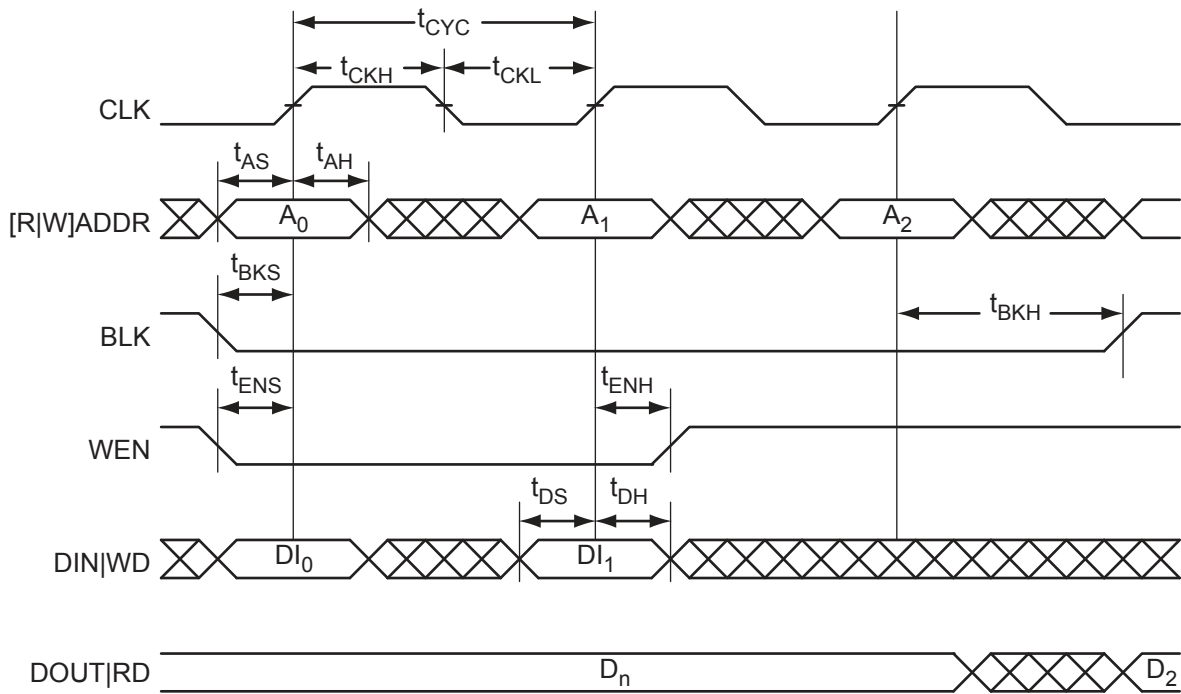 tCYC
tCKH tCKL
CLK
tAS tAH
[R|W]ADDR A0 A1 A2
tBKS
tBKH
BLK
tENS tENH
WEN
tDS tDH
DIN|WD DI0 DI1
DOUT|RD Dn D2